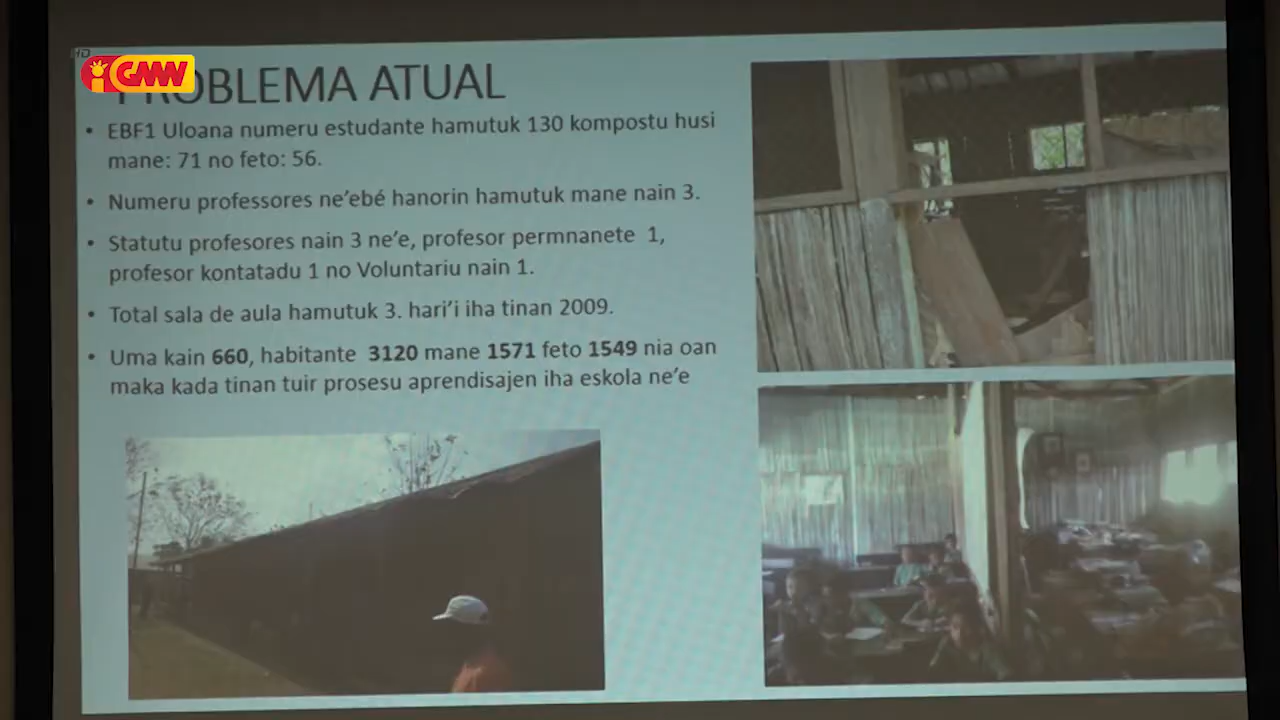 HD
GMN
PROBLEMA ATUAL
• EBF1 Uloana numeru estudante hamutuk 130 kompostu husi
mane: 71 no feto: 56.
• Numeru professores ne’ebé hanorin hamutuk mane nain 3.
• Statutu profesores nain 3 ne’e, profesor permnanete 1,
profesor kontatadu 1 no Voluntariu nain 1.
• Total sala de aula hamutuk 3. hari’i iha tinan 2009.
• Uma kain 660, habitante 3120 mane 1571 feto 1549 nia oan
maka kada tinan tuir prosesu aprendisajen iha eskola ne’e